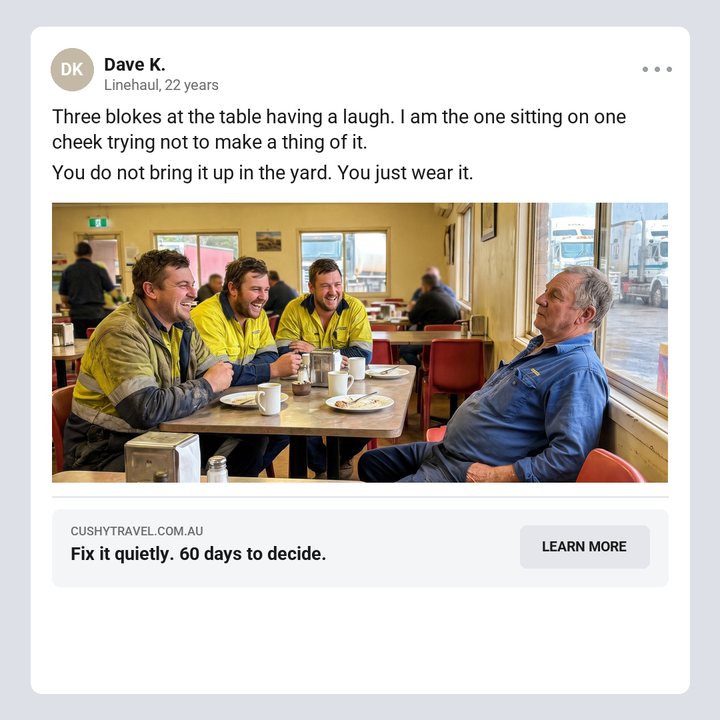 DK
Dave K.
Linehaul, 22 years
Three blokes at the table having a laugh. I am the one sitting on one
cheek trying not to make a thing of it.
You do not bring it up in the yard. You just wear it.
CUSHYTRAVEL.COM.AU
Fix it quietly. 60 days to decide.
LEARN MORE